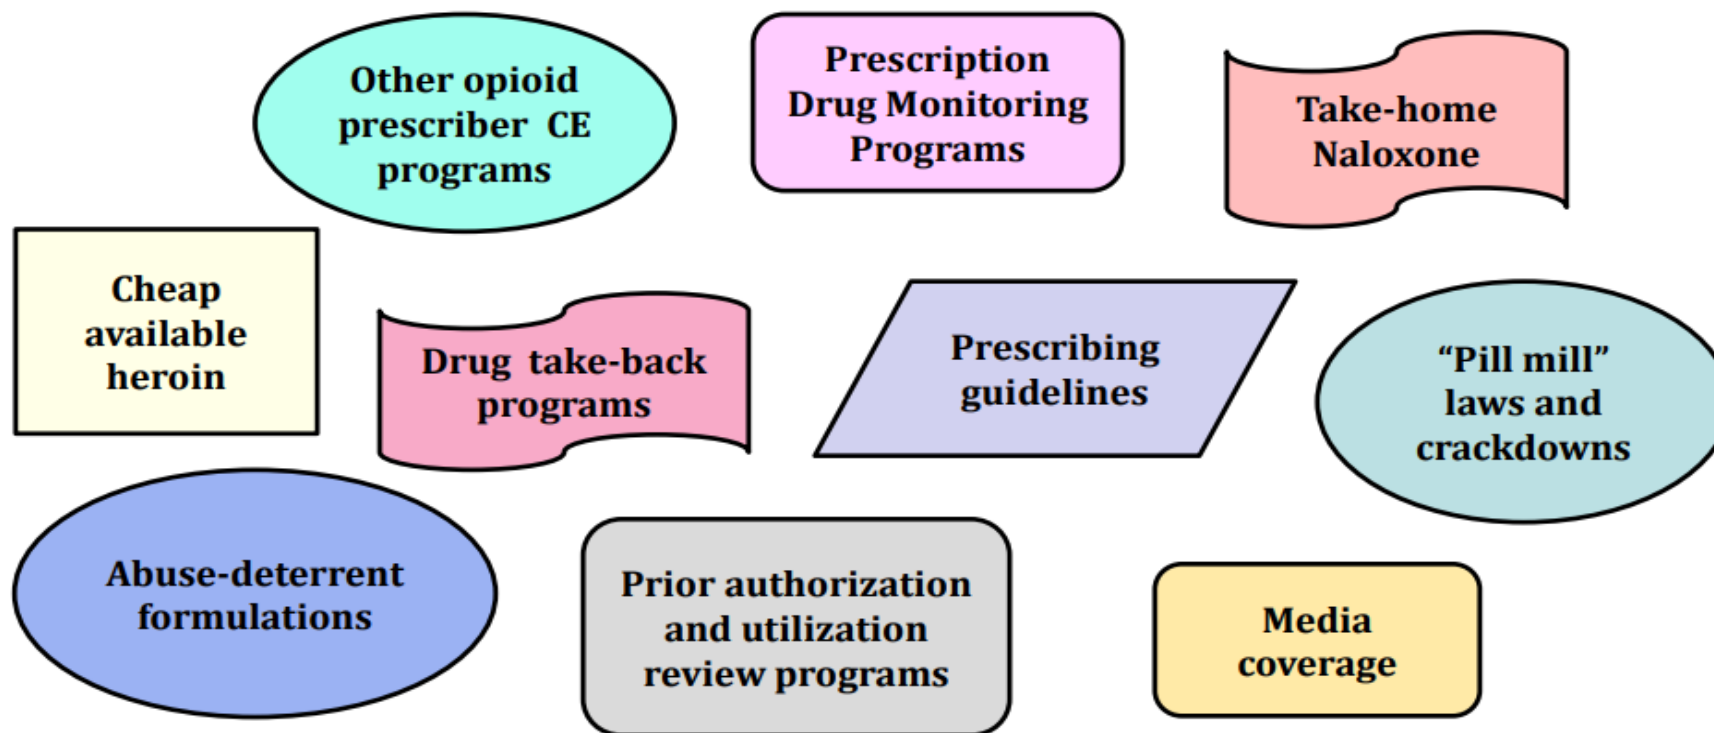 Other opioid
prescriber CE
programs
Prescription
Drug Monitoring
Programs
Take-home
Naloxone
Cheap
available
heroin
Drug take-back
programs
Prescribing
guidelines
“Pill mill”
laws and
crackdowns
Abuse-deterrent
formulations
Prior authorization
and utilization
review programs
Media
coverage